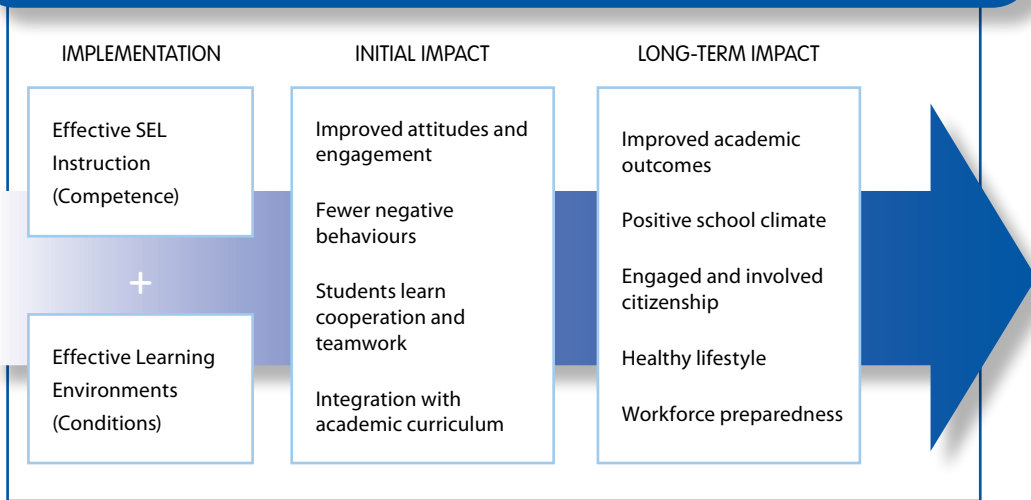 IMPLEMENTATION
Effective SEL
Instruction
(Competence)
+
Effective Learning
Environments
(Conditions)
INITIAL IMPACT
Improved attitudes and
engagement
Fewer negative
behaviours
Students learn
cooperation and
teamwork
Integration with
academic curriculum
LONG-TERM IMPACT
Improved academic
outcomes
Positive school climate
Engaged and involved
citizenship
Healthy lifestyle
Workforce preparedness